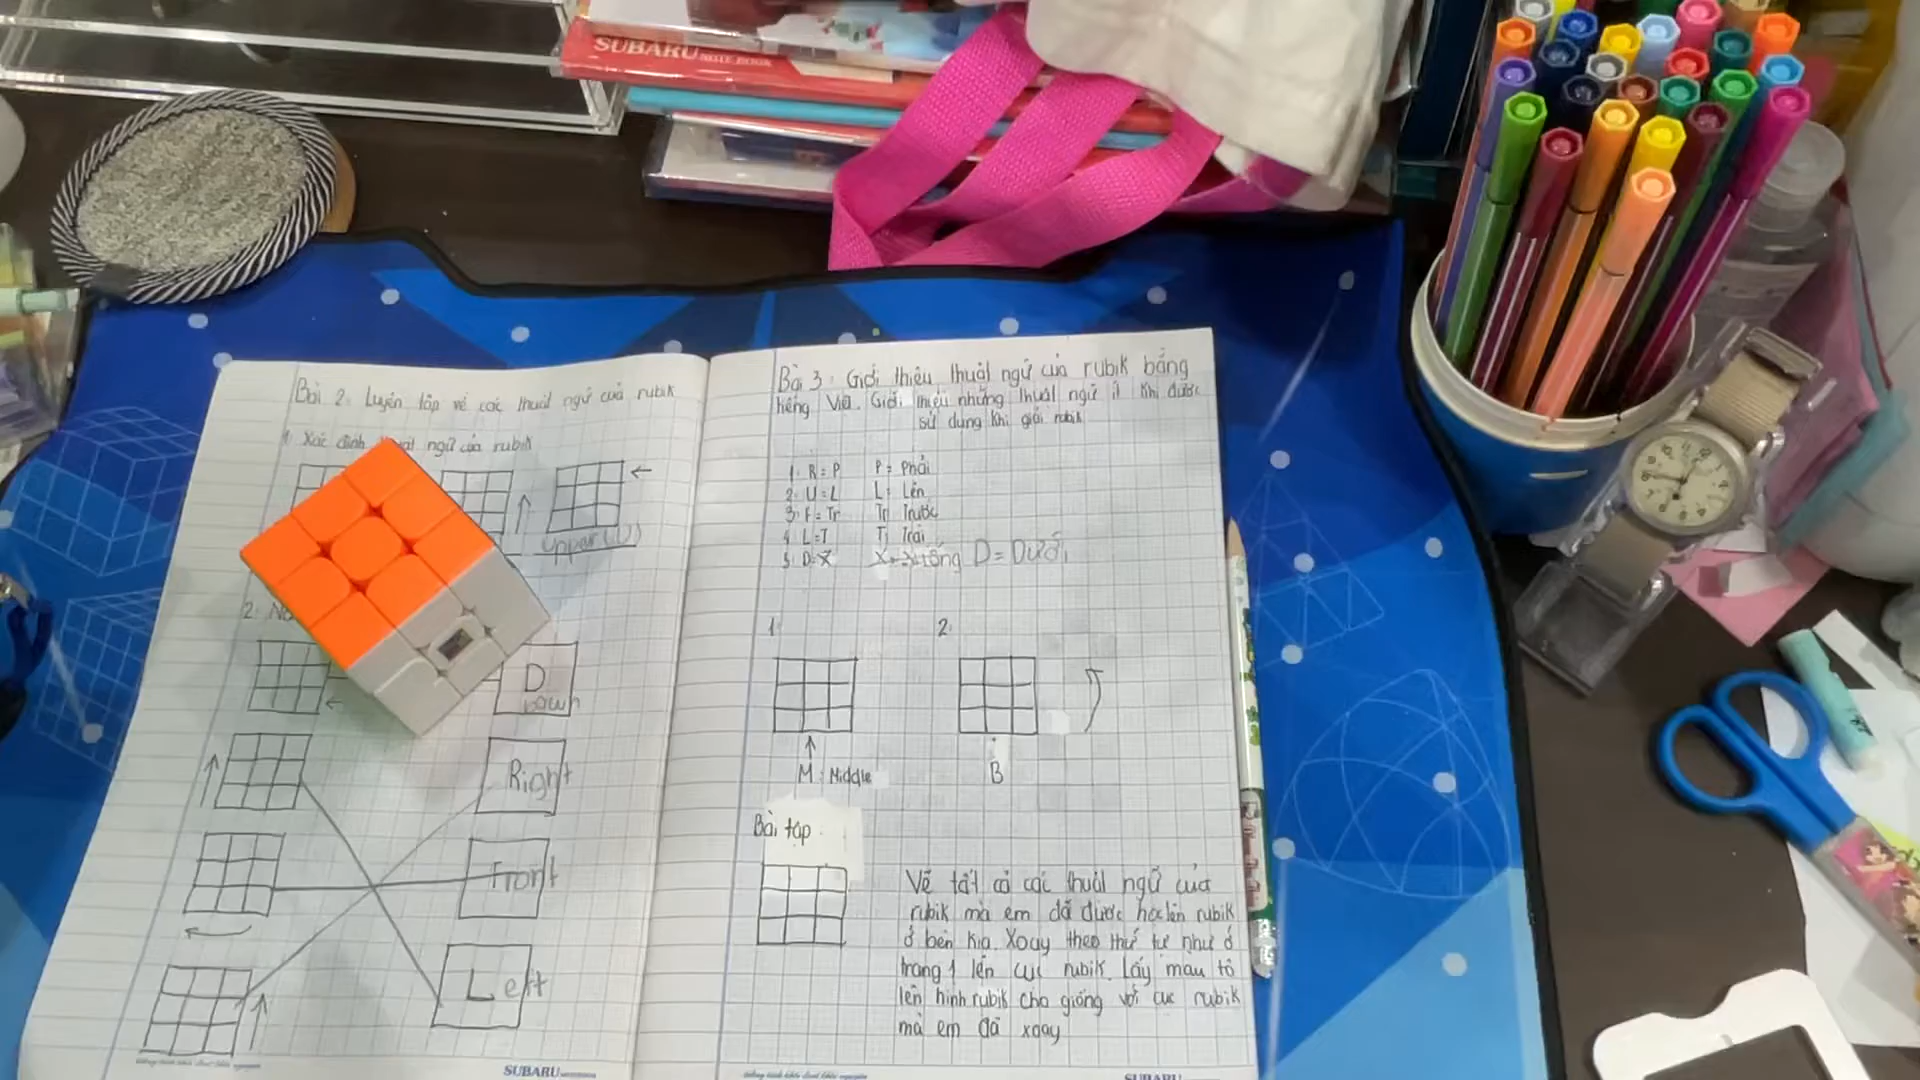 SUBARU NOTE BOOK
Bài 2: Luyện tập về các thuật ngữ của rubik
1 Xác định thuật ngữ của rubik
Upper (U)
2.
D
Down
Right
Front
Left
SUBARU
Bài 3: Giới thiệu thuật ngữ của rubik bằng
tiếng Việ. Giới thiệu những thuật ngữ ít khi được
sử dụng khi giải rubik
1. R = P P = Phải
2. U = L L = Lên
3. F = Tr Tr Trước
4. L = T T: Trái
5. D = X X = Xuống D = Dưới
1. 2.
M: Middle B
Bài tập
Vẽ tất cả các thuật ngữ của
rubik mà em đã được học lên rubik
ở bên kia. Xoay theo thứ tự như ở
trang 1 lên cục rubik. Lấy màu tô
lên hình rubik cho giống với cục rubik
mà em đã xoay
SUBARU